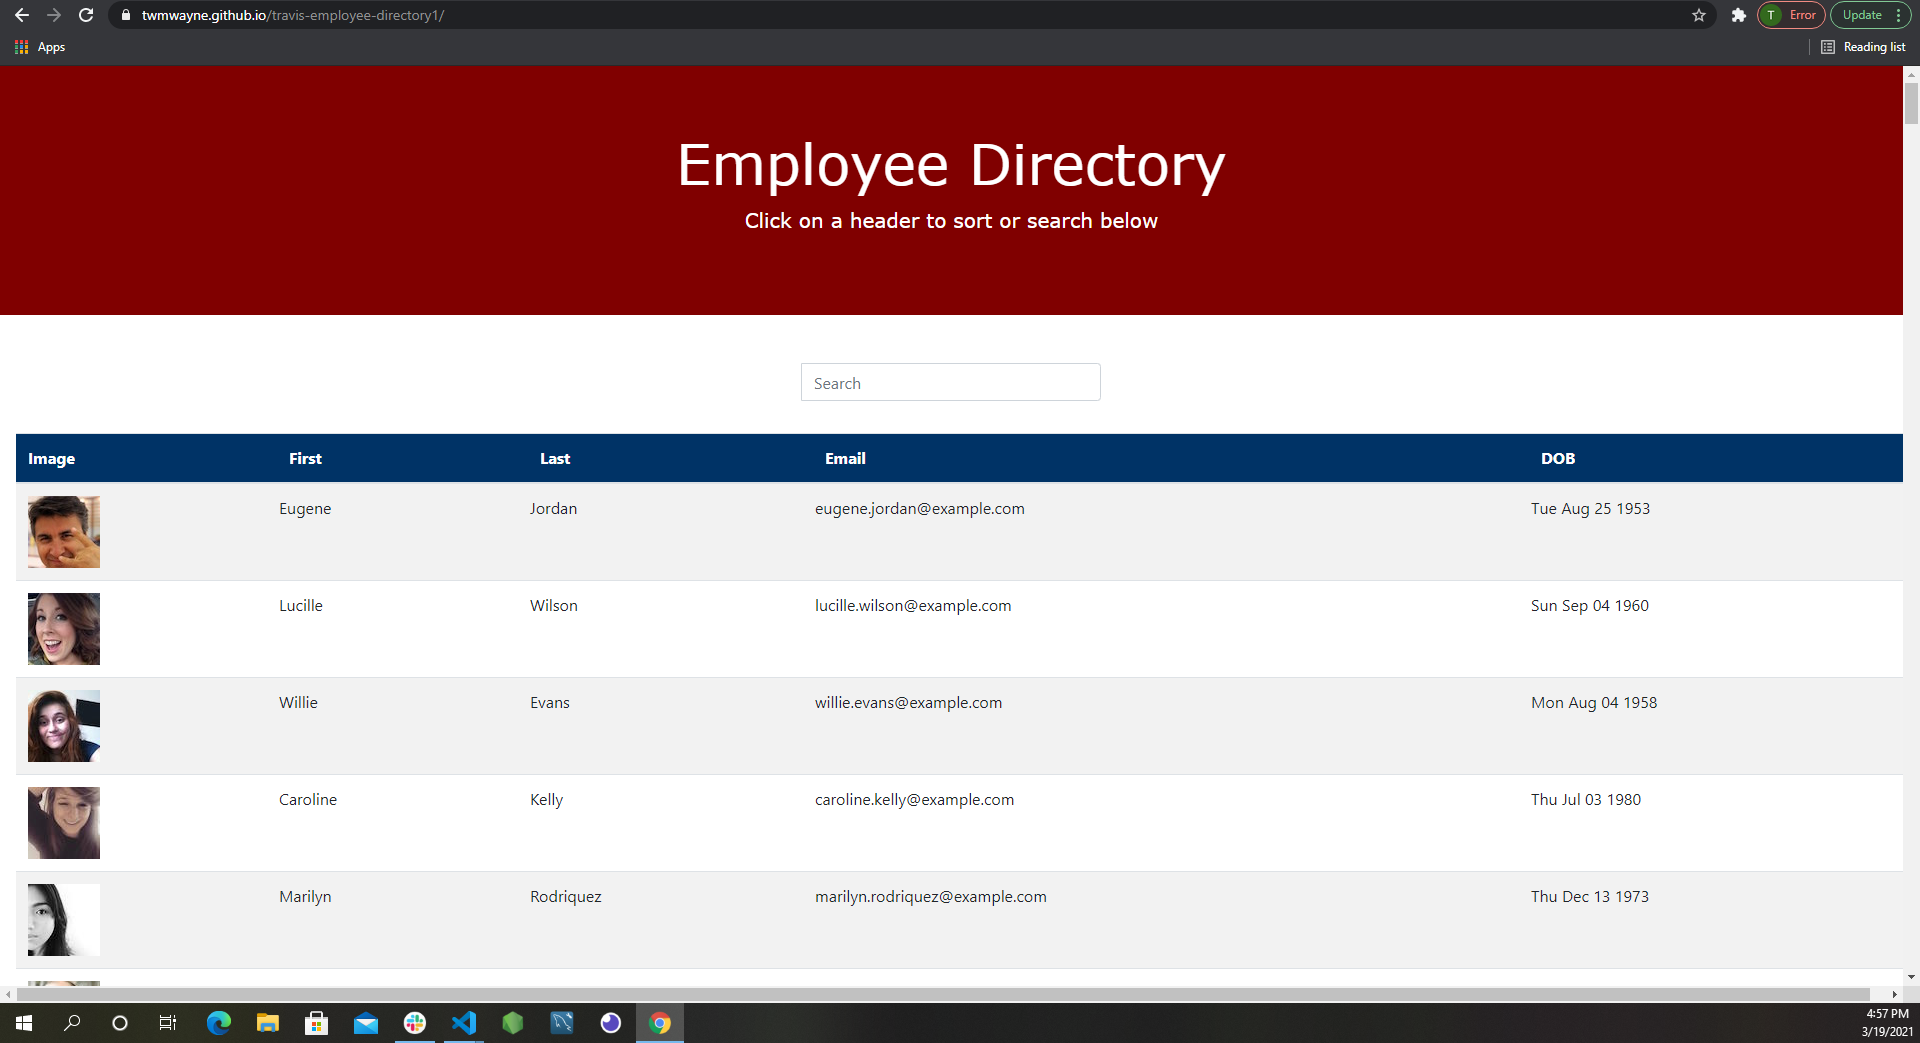 twmwayne.github.io/travis-employee-directory1/
T Error Update
Apps Reading list
Employee Directory
Click on a header to sort or search below
Search
Image First Last Email DOB
Eugene Jordan eugene.jordan@example.com Tue Aug 25 1953
Lucille Wilson lucille.wilson@example.com Sun Sep 04 1960
Willie Evans willie.evans@example.com Mon Aug 04 1958
Caroline Kelly caroline.kelly@example.com Thu Jul 03 1980
Marilyn Rodriquez marilyn.rodriquez@example.com Thu Dec 13 1973
4:57 PM
3/19/2021